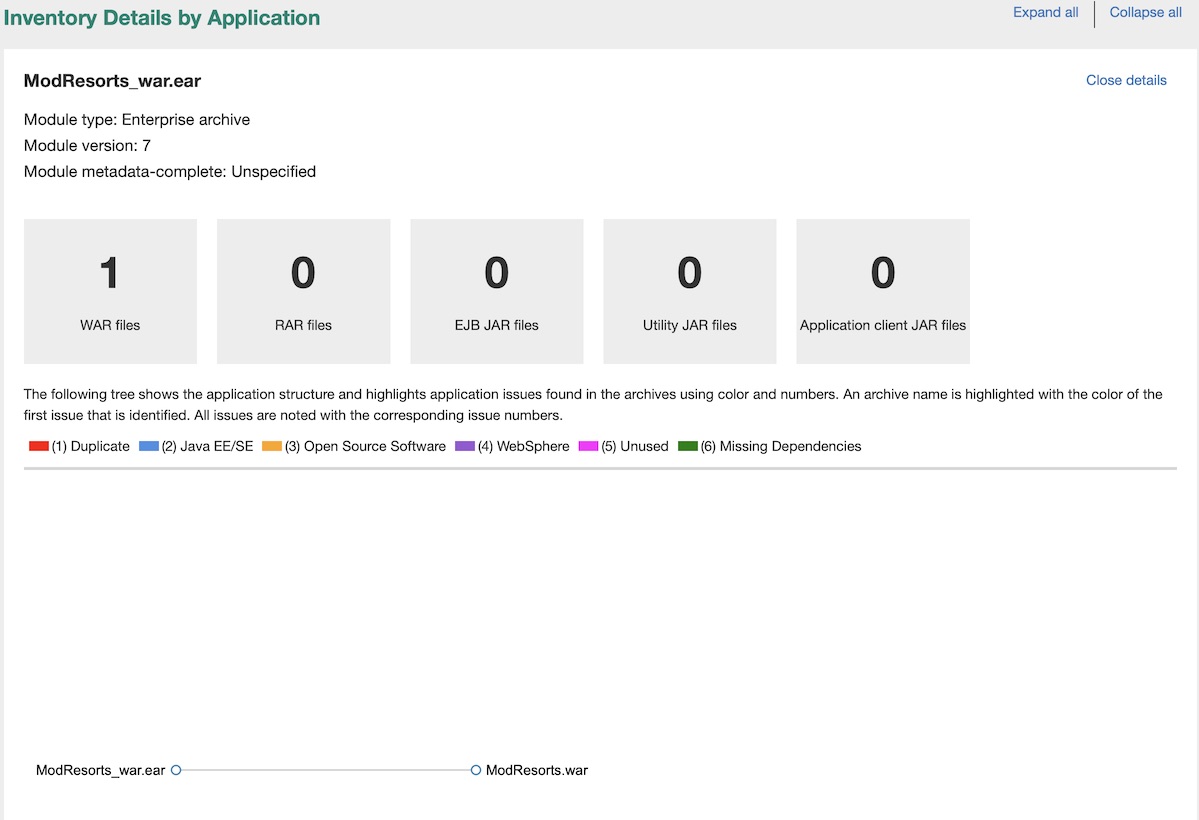 Inventory Details by Application
Expand all
Collapse all
ModResorts_war.ear
Close details
Module type: Enterprise archive
Module version: 7
Module metadata-complete: Unspecified
1
WAR files
0
RAR files
0
EJB JAR files
0
Utility JAR files
0
Application client JAR files
The following tree shows the application structure and highlights application issues found in the archives using color and numbers. An archive name is highlighted with the color of the
first issue that is identified. All issues are noted with the corresponding issue numbers.
(1) Duplicate (2) Java EE/SE (3) Open Source Software (4) WebSphere (5) Unused (6) Missing Dependencies
ModResorts_war.ear
ModResorts.war